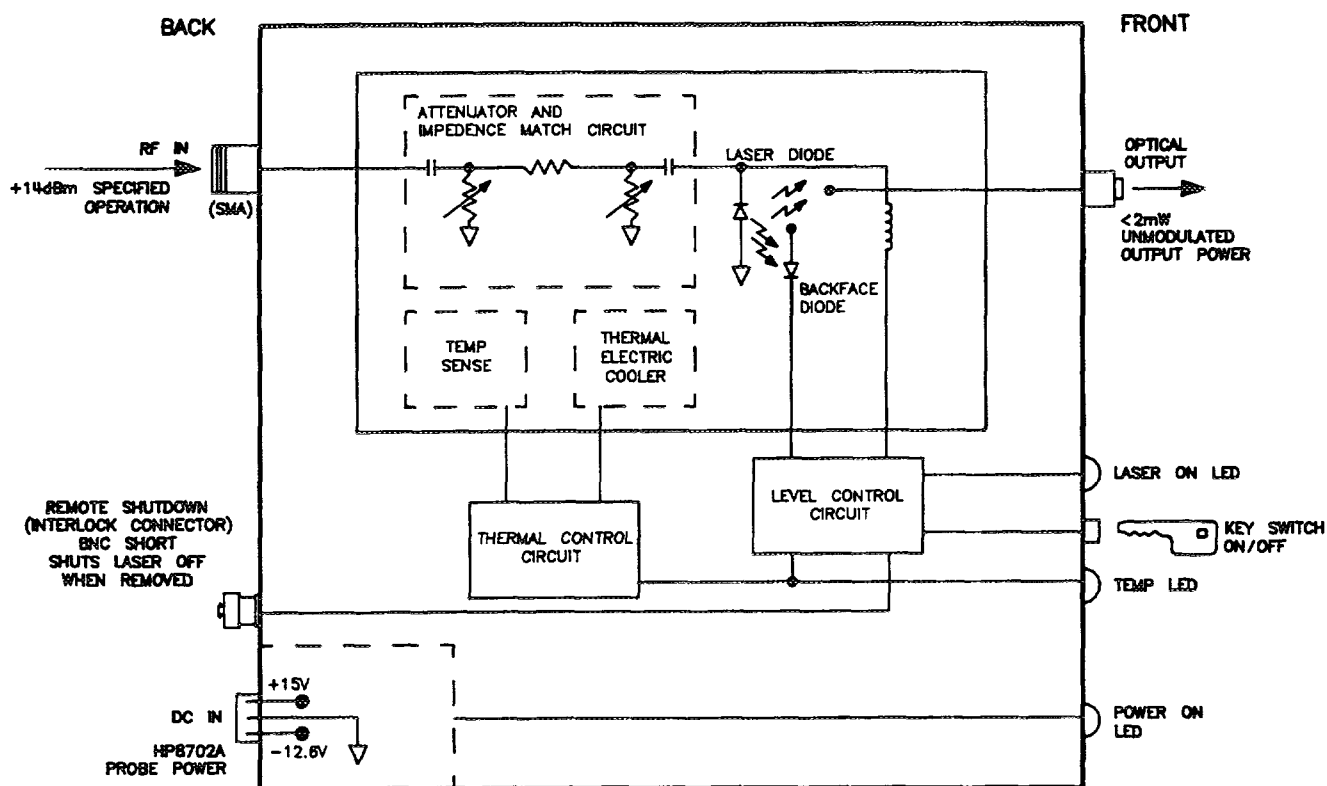 BACK
FRONT
ATTENUATOR AND
IMPEDENCE MATCH CIRCUIT
RF IN
+14dBm SPECIFIED
OPERATION
(SMA)
LASER DIODE
OPTICAL
OUTPUT
<2mW
UNMODULATED
OUTPUT POWER
BACKFACE
DIODE
TEMP
SENSE
THERMAL
ELECTRIC
COOLER
LEVEL CONTROL
CIRCUIT
LASER ON LED
REMOTE SHUTDOWN
(INTERLOCK CONNECTOR)
BNC SHORT
SHUTS LASER OFF
WHEN REMOVED
THERMAL CONTROL
CIRCUIT
KEY SWITCH
ON/OFF
TEMP LED
+15V
DC IN
-12.6V
HP8702A
PROBE POWER
POWER ON
LED